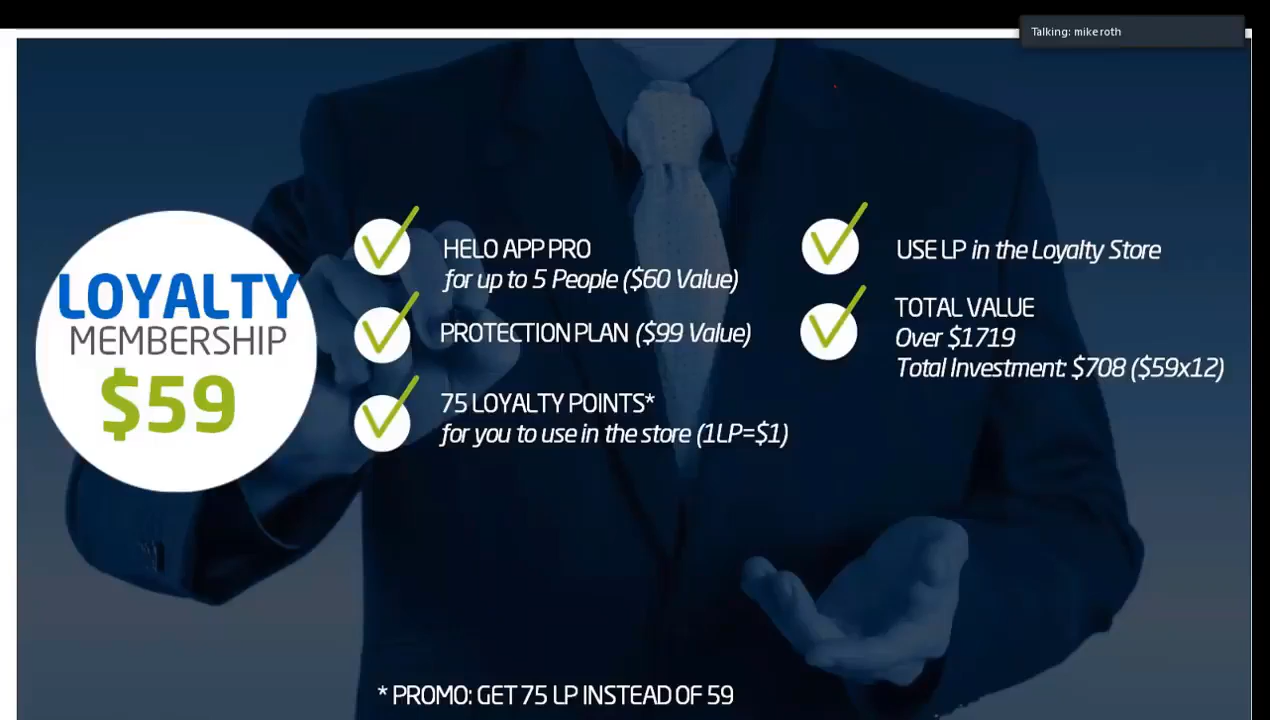 Talking: mike roth
LOYALTY
MEMBERSHIP
$59
HELO APP PRO
for up to 5 People ($60 Value)
PROTECTION PLAN ($99 Value)
75 LOYALTY POINTS*
for you to use in the store (1LP=$1)
USE LP in the Loyalty Store
TOTAL VALUE
Over $1719
Total Investment: $708 ($59x12)
* PROMO: GET 75 LP INSTEAD OF 59